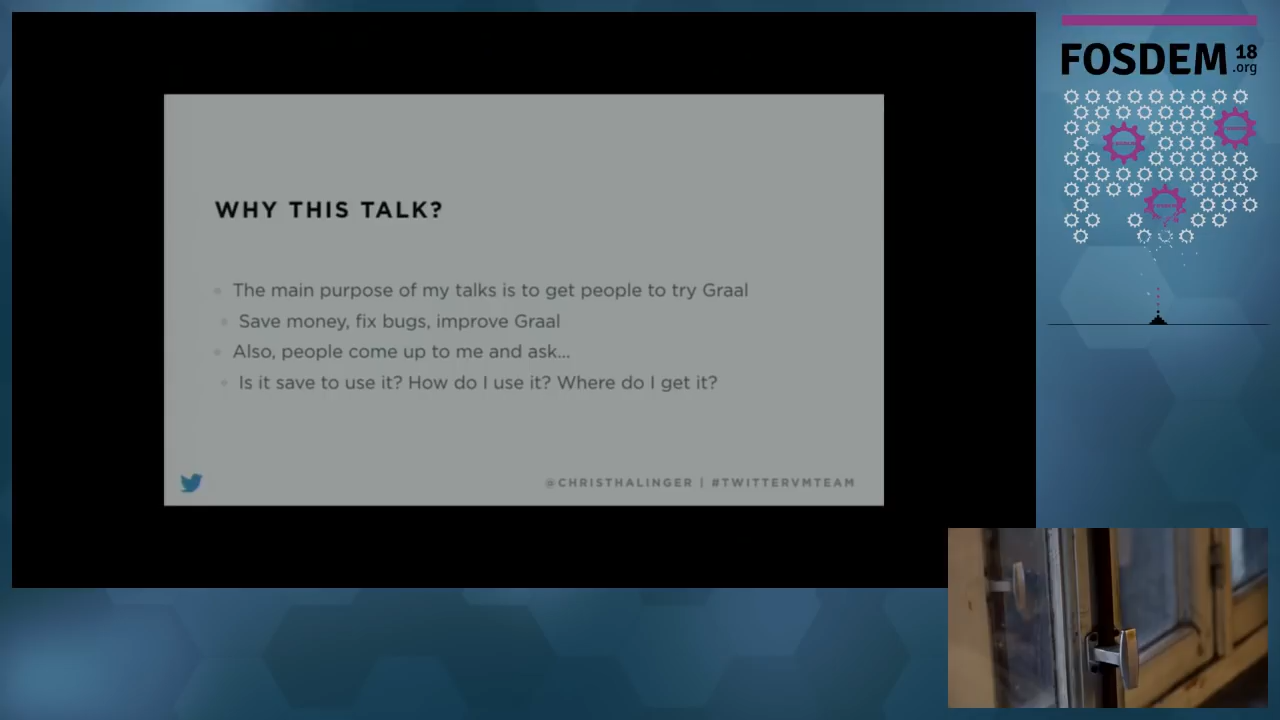 FOSDEM 18
.org
WHY THIS TALK?
The main purpose of my talks is to get people to try Graal
Save money, fix bugs, improve Graal
Also, people come up to me and ask...
Is it save to use it? How do I use it? Where do I get it?
@CHRISTHALINGER | #TWITTERVMTEAM